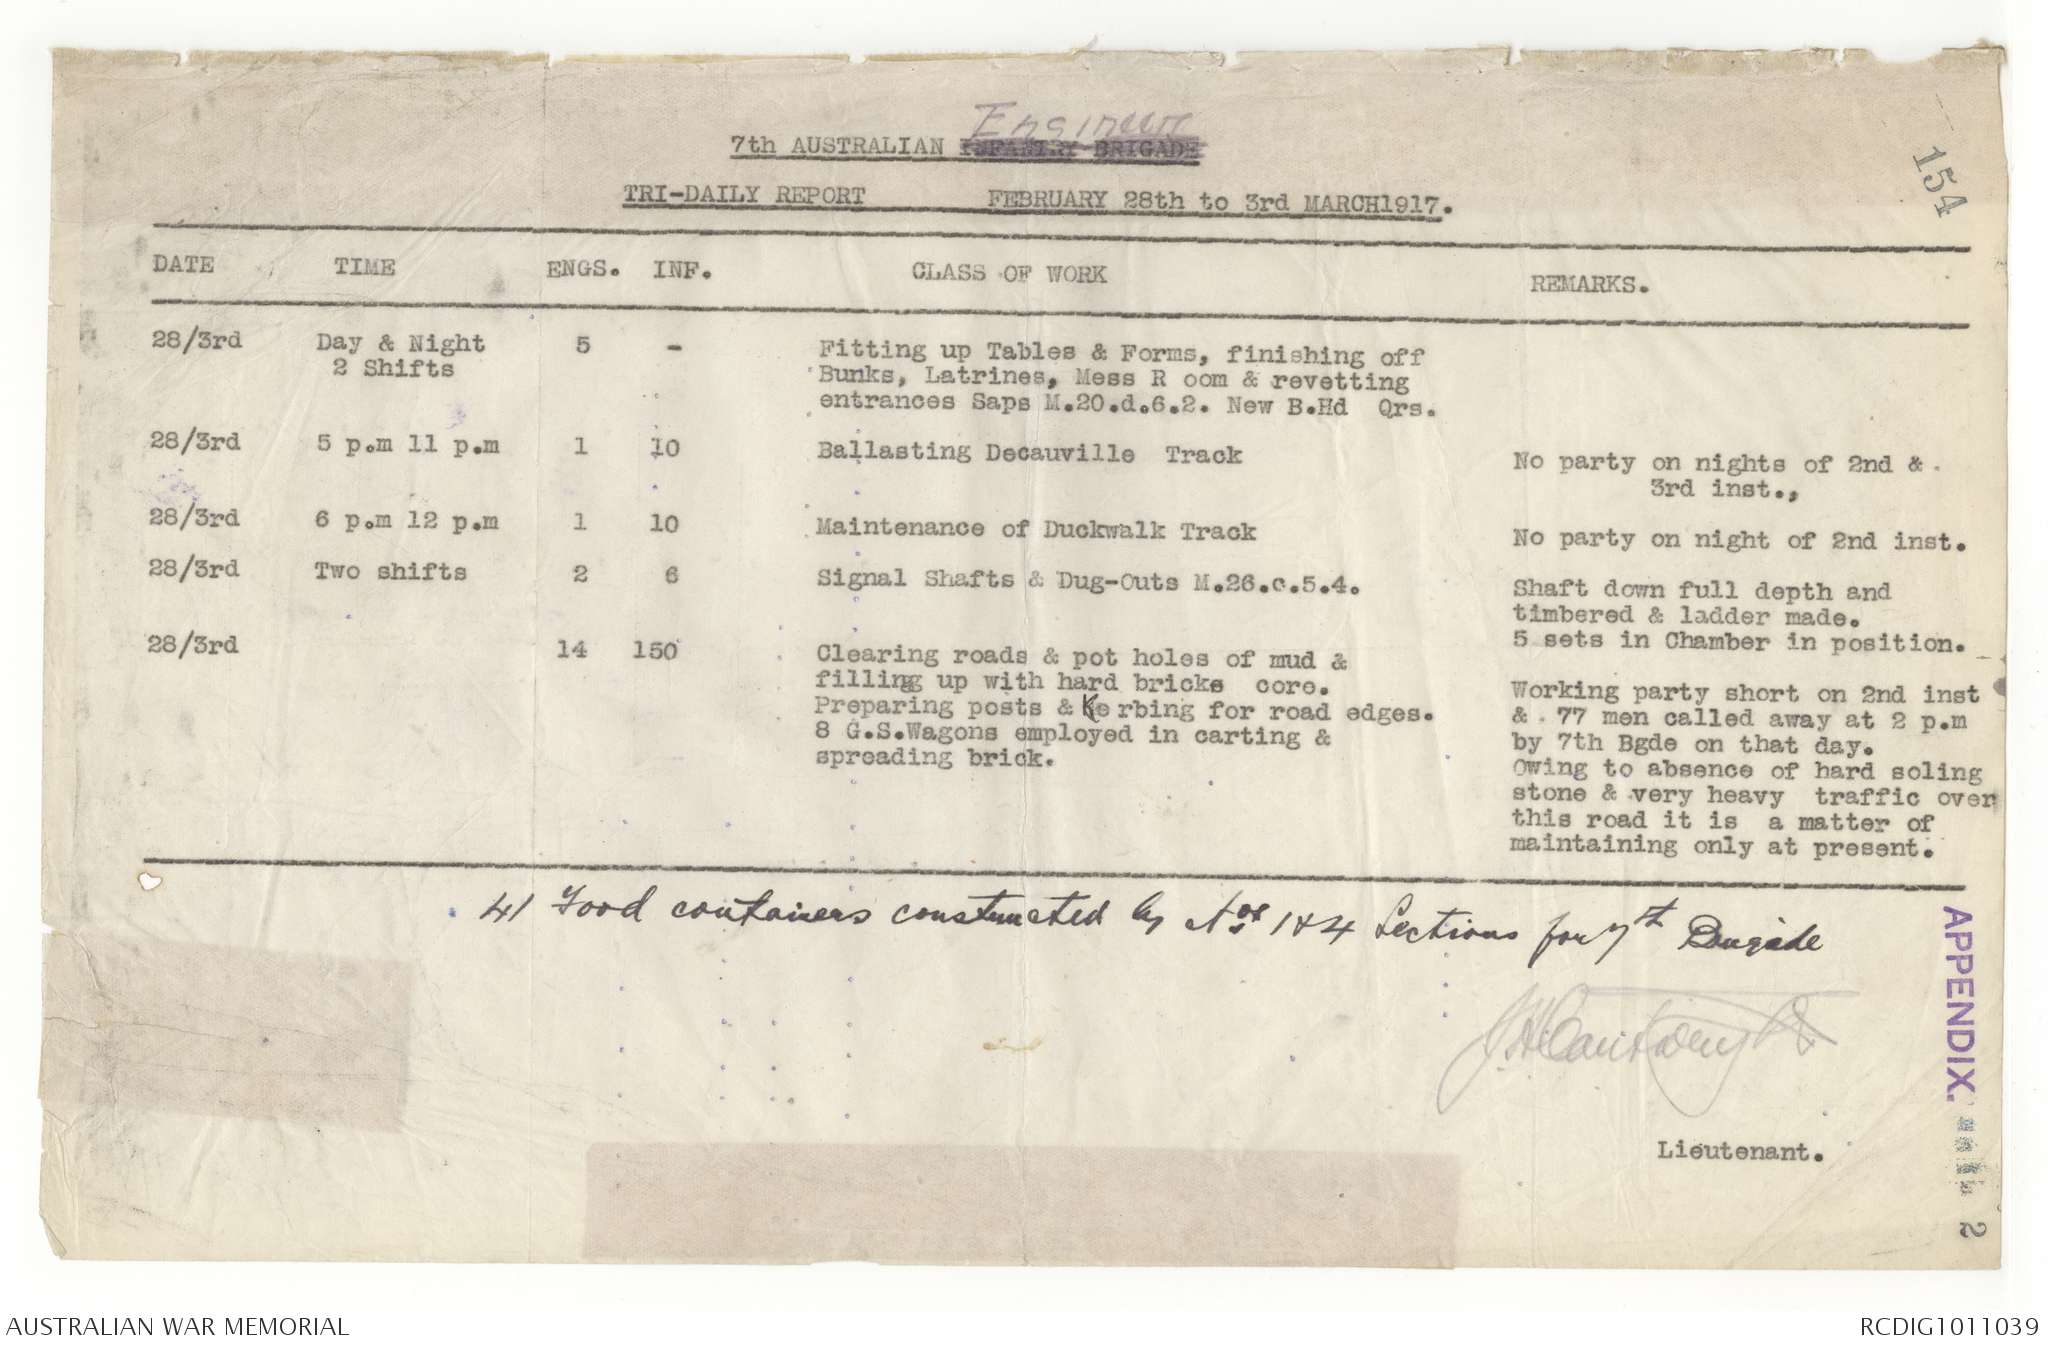 Engineers
7th AUSTRALIAN INFANTRY BRIGADE
154
TRI-DAILY REPORT FEBRUARY 28th to 3rd MARCH1917.
DATE TIME ENGS. INF. CLASS OF WORK REMARKS.
28/3rd Day & Night 5 - Fitting up Tables & Forms, finishing off
2 Shifts Bunks, Latrines, Mess R oom & revetting
entrances Saps M.20.d.6.2. New B.Hd Qrs.
28/3rd 5 p.m 11 p.m 1 10 Ballasting Decauville Track No party on nights of 2nd &
3rd inst.,
28/3rd 6 p.m 12 p.m 1 10 Maintenance of Duckwalk Track No party on night of 2nd inst.
28/3rd Two shifts 2 6 Signal Shafts & Dug-Outs M.26.c.5.4. Shaft down full depth and
timbered & ladder made.
5 sets in Chamber in position.
28/3rd 14 150 Clearing roads & pot holes of mud &
filling up with hard bricks core.
Preparing posts & Ke rbing for road edges.
8 G.S.Wagons employed in carting &
spreading brick.
Working party short on 2nd inst
& 77 men called away at 2 p.m
by 7th Bgde on that day.
Owing to absence of hard soling
stone & very heavy traffic over
this road it is a matter of
maintaining only at present.
41 Food containers constructed by Nos 1 & 4 Sections for 7th Brigade
Lieutenant.
APPENDIX.
2
AUSTRALIAN WAR MEMORIAL RCDIG1011039